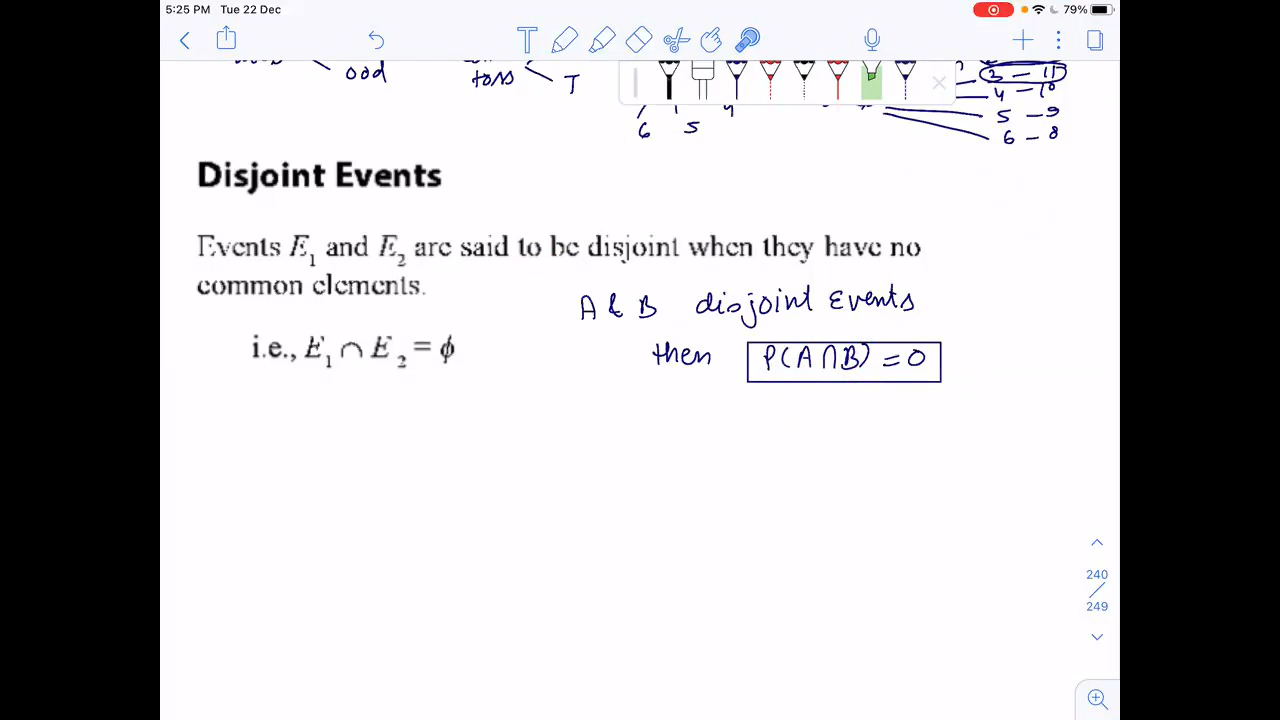 5:25 PM Tue 22 Dec
79%
ood
toss
T
6 5 4
3 - 11
4 - 10
5 - 9
6 - 8
Disjoint Events
Events E₁ and E₂ are said to be disjoint when they have no
common elements.
A & B disjoint Events
i.e., E₁ ∩ E₂ = ϕ
then P(A∩B) = 0
240
249